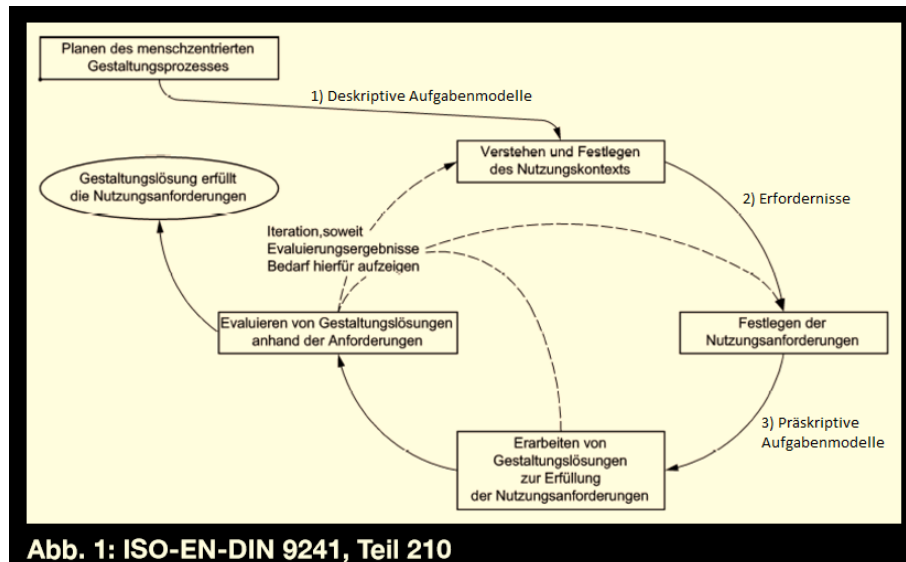 Planen des menschzentrierten
Gestaltungsprozesses
1) Deskriptive Aufgabenmodelle
Verstehen und Festlegen
des Nutzungskontexts
Gestaltungslösung erfüllt
die Nutzungsanforderungen
2) Erfordernisse
Iteration,soweit
Evaluierungsergebnisse
Bedarf hierfür aufzeigen
Evaluieren von Gestaltungslösungen
anhand der Anforderungen
Festlegen der
Nutzungsanforderungen
3) Präskriptive
Aufgabenmodelle
Erarbeiten von
Gestaltungslösungen
zur Erfüllung
der Nutzungsanforderungen
Abb. 1: ISO-EN-DIN 9241, Teil 210